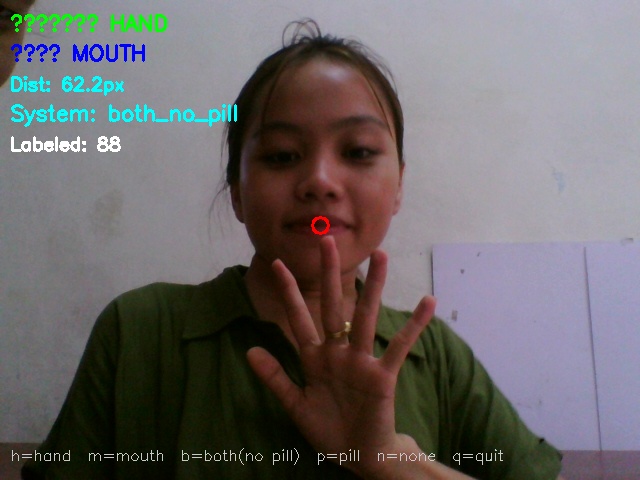 ??????? HAND
???? MOUTH
Dist: 62.2px
System: both_no_pill
Labeled: 88
h=hand m=mouth b=both(no pill) p=pill n=none q=quit